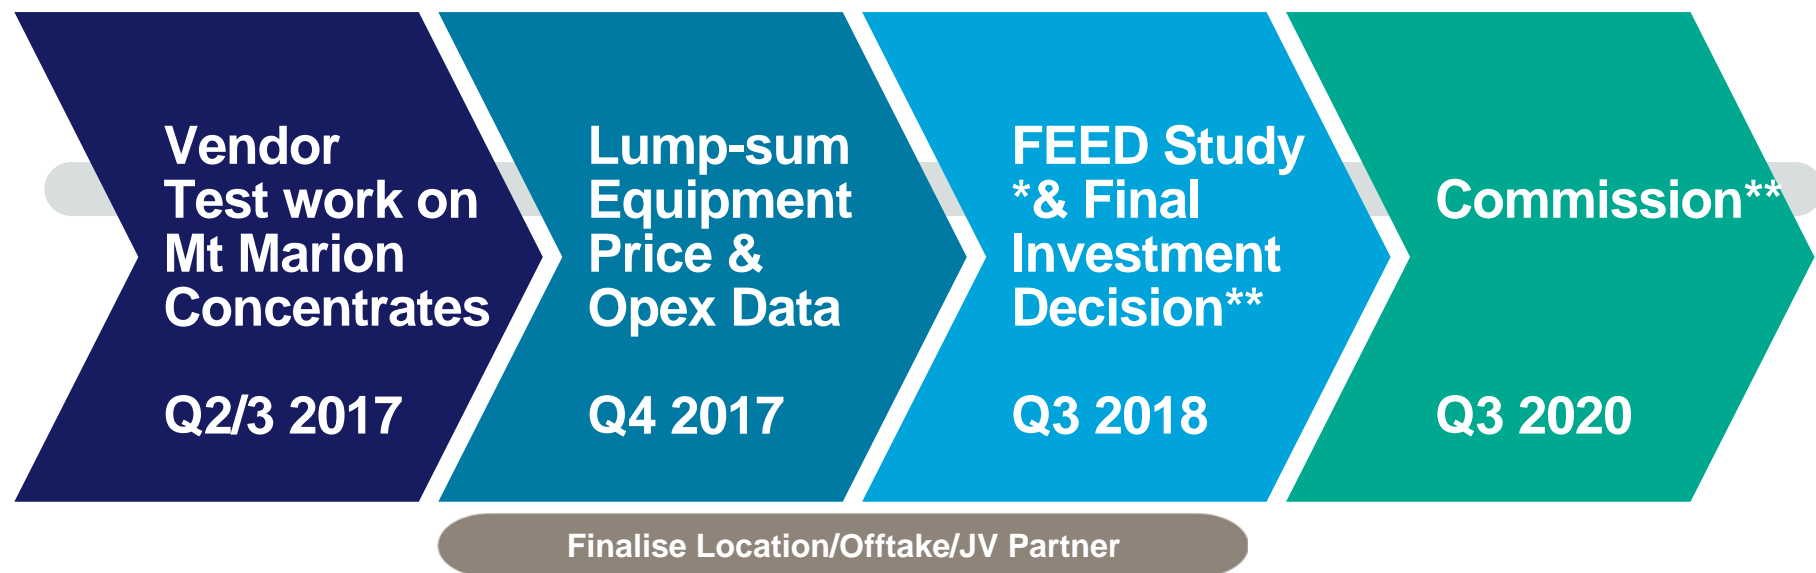 Vendor
Test work on
Mt Marion
Concentrates
Q2/3 2017
Lump-sum
Equipment
Price &
Opex Data
Q4 2017
FEED Study
*& Final
Investment
Decision**
Q3 2018
Commission**
Q3 2020
Finalise Location/Offtake/JV Partner